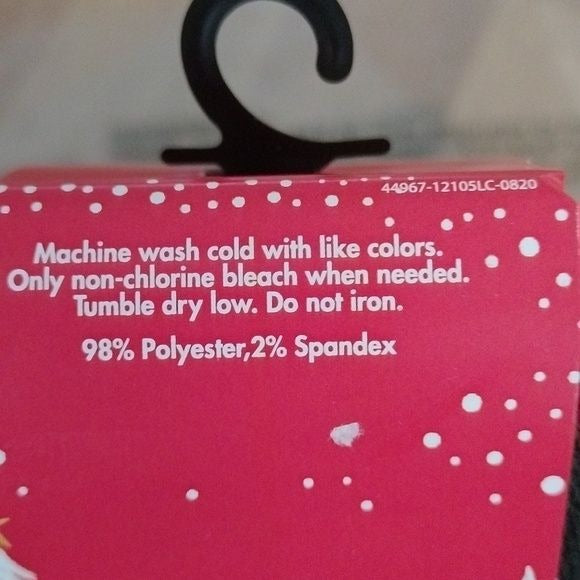 44967-12105LC-0820
Machine wash cold with like colors.
Only non-chlorine bleach when needed.
Tumble dry low. Do not iron.
98% Polyester,2% Spandex